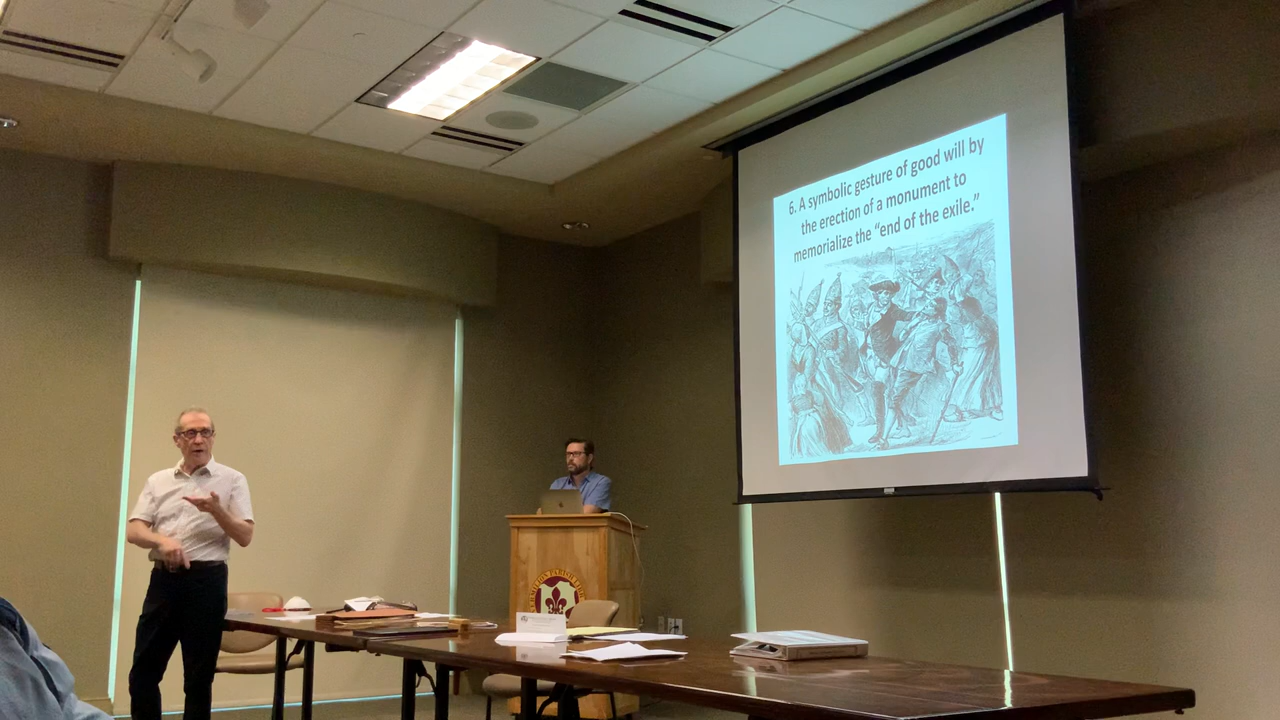 6. A symbolic gesture of good will by
the erection of a monument to
memorialize the “end of the exile.”